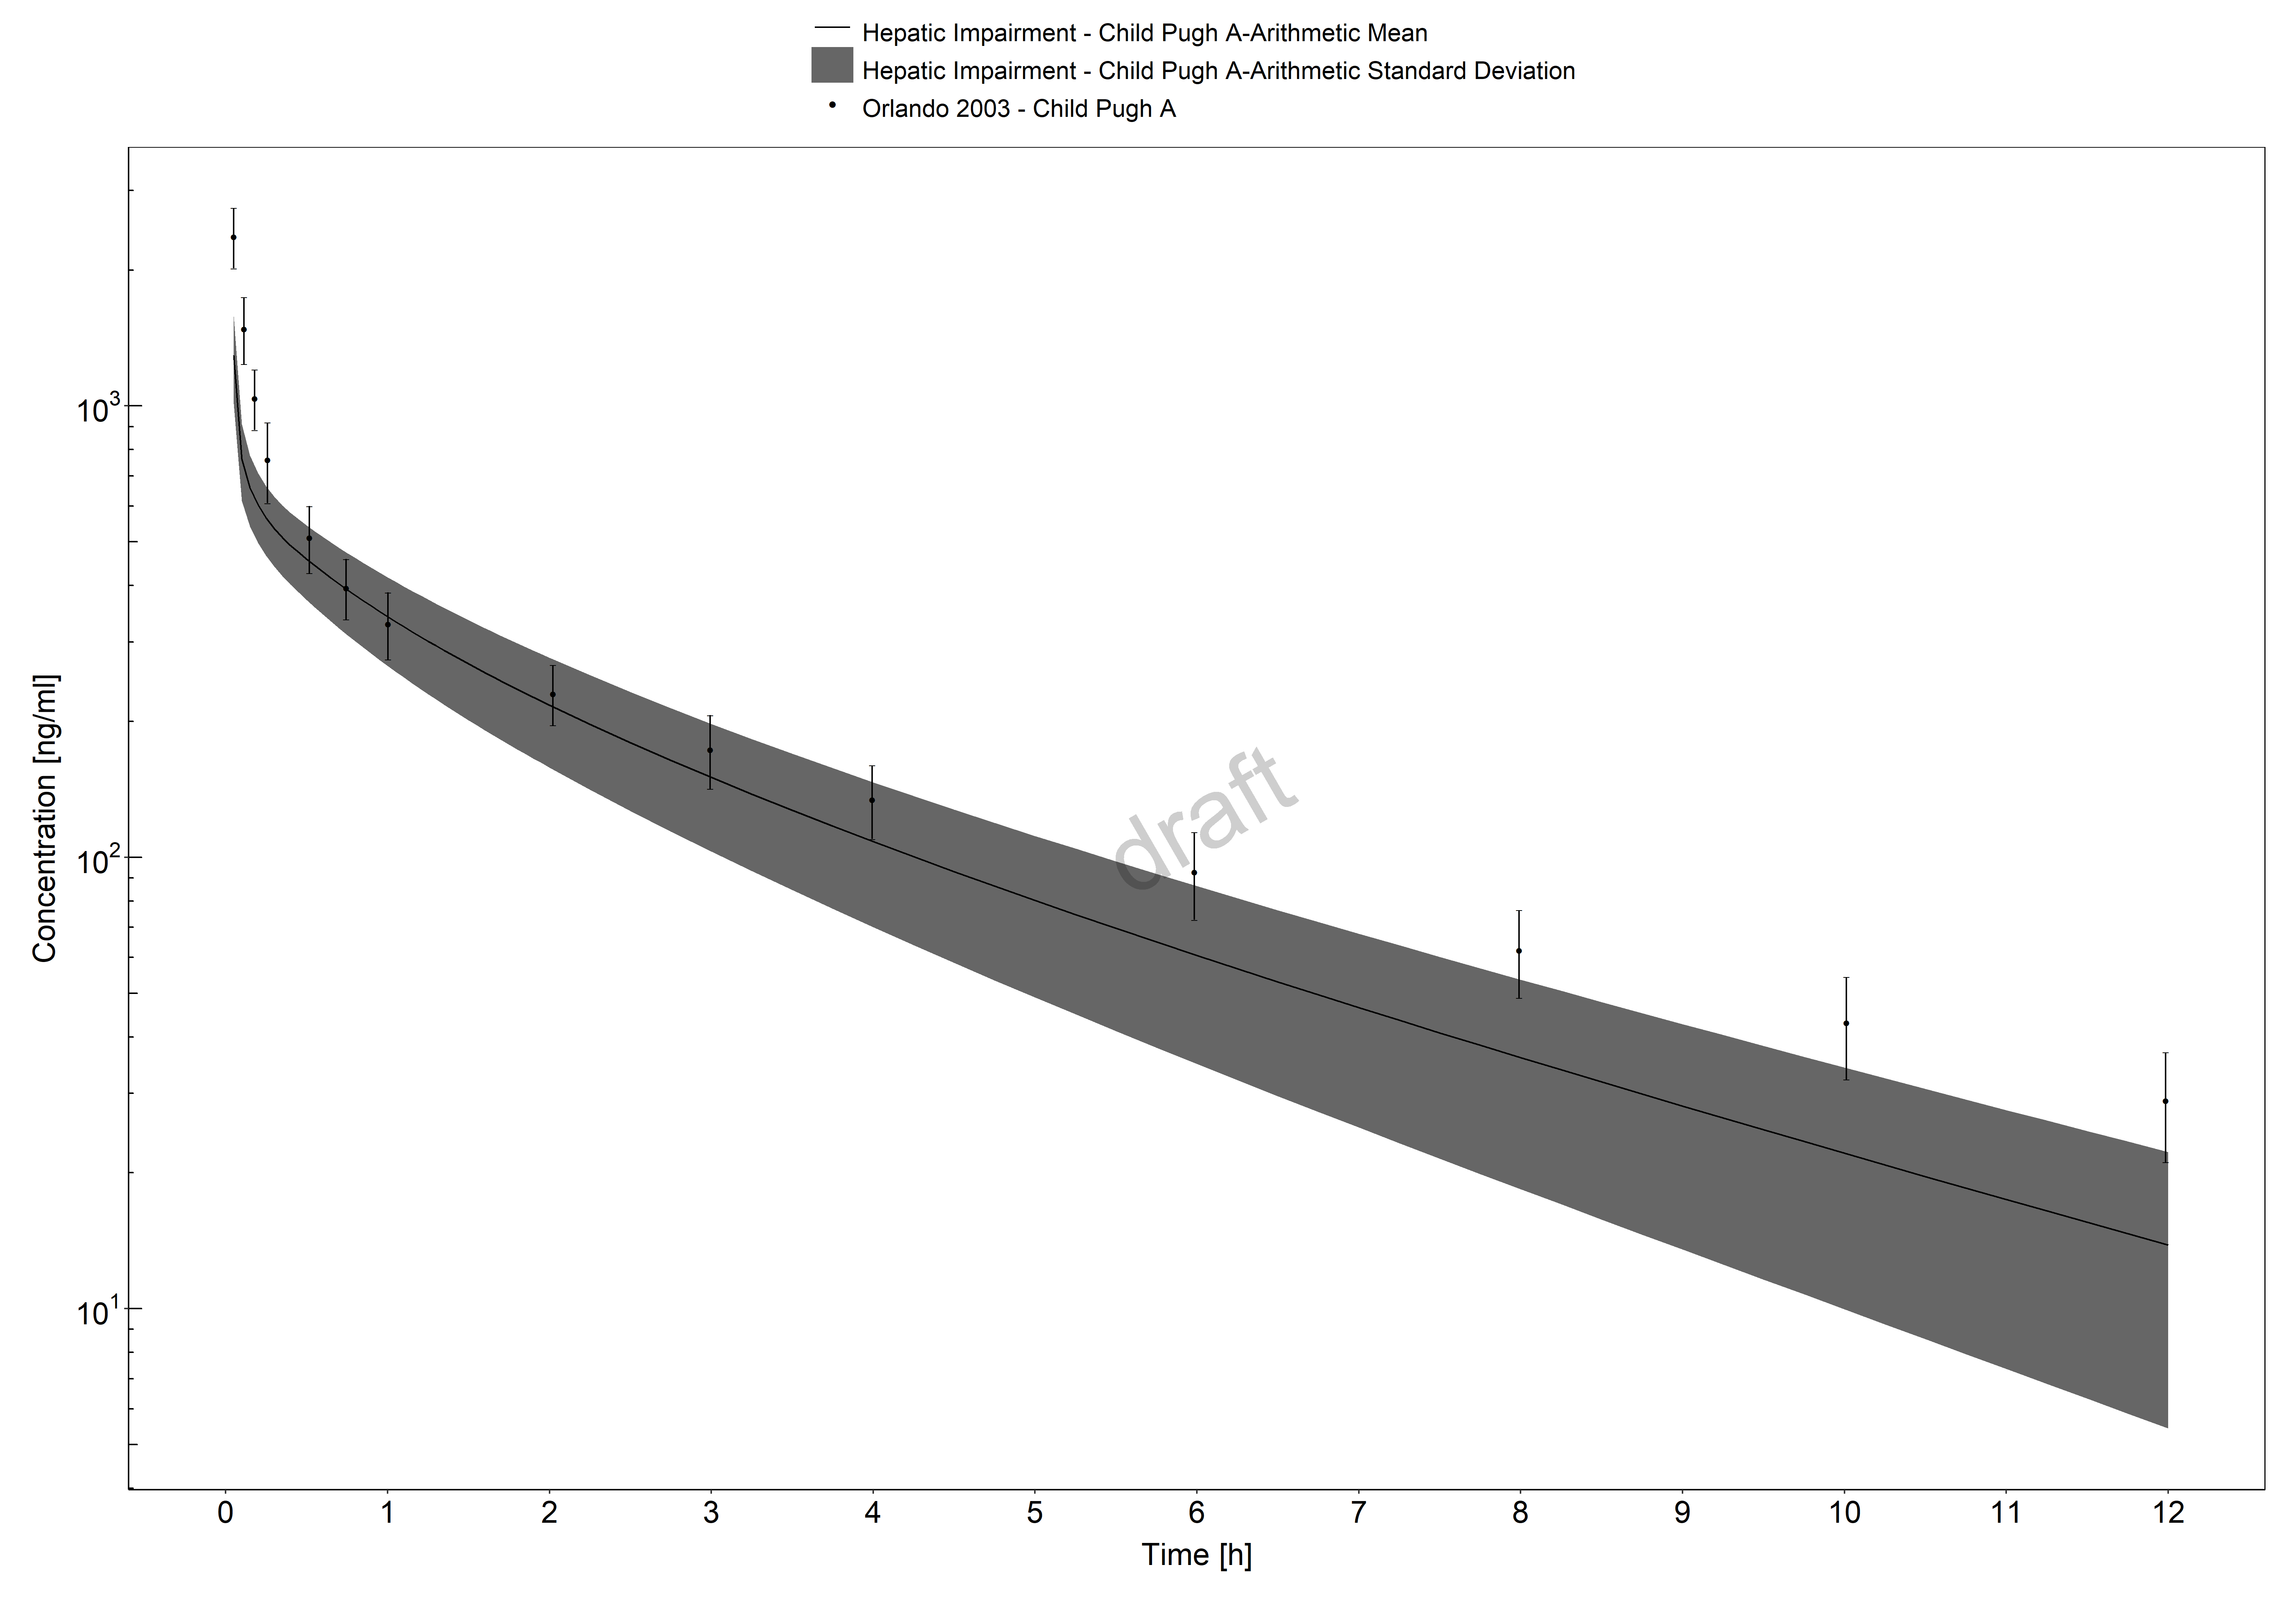 Hepatic Impairment - Child Pugh A-Arithmetic Mean
Hepatic Impairment - Child Pugh A-Arithmetic Standard Deviation
Orlando 2003 - Child Pugh A
10³
10²
10¹
Concentration [ng/ml]
draft
0 1 2 3 4 5 6 7 8 9 10 11 12
Time [h]